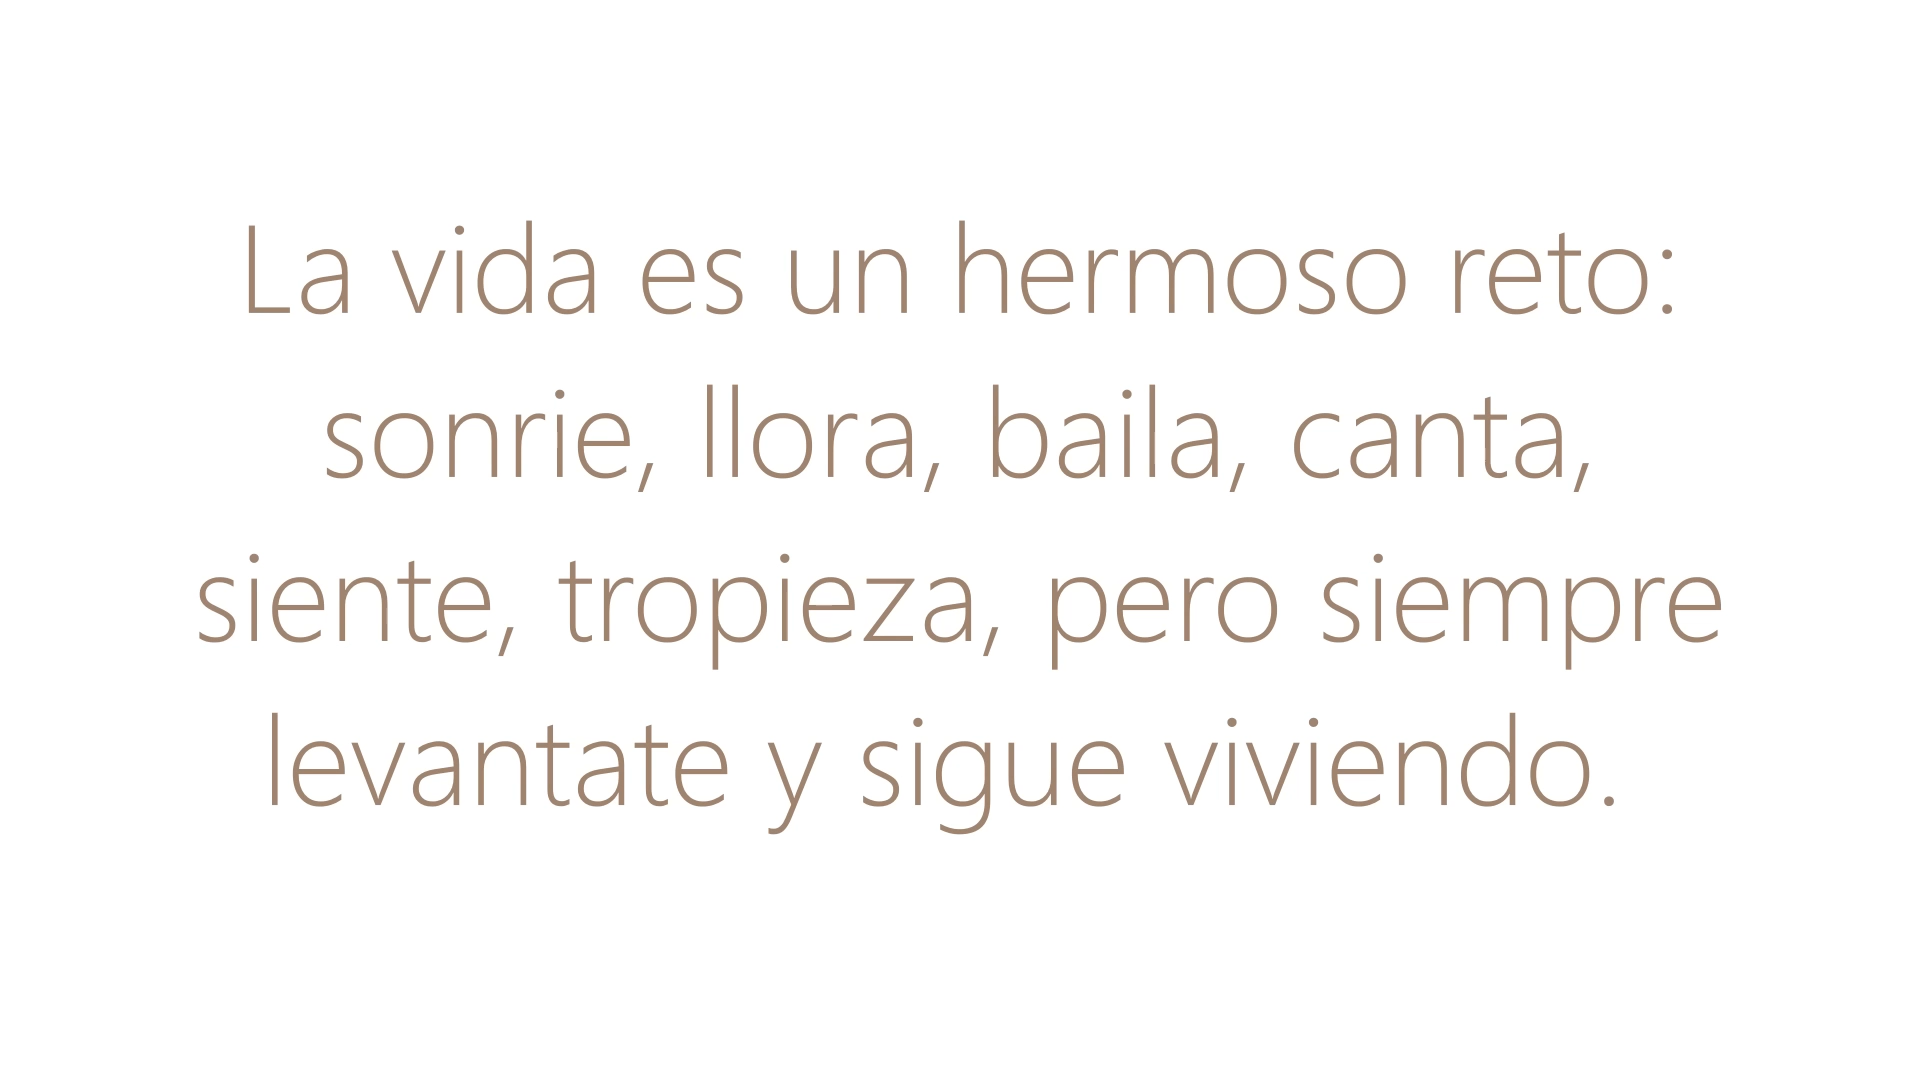 La vida es un hermoso reto:
sonrie, llora, baila, canta,
siente, tropieza, pero siempre
levantate y sigue viviendo.